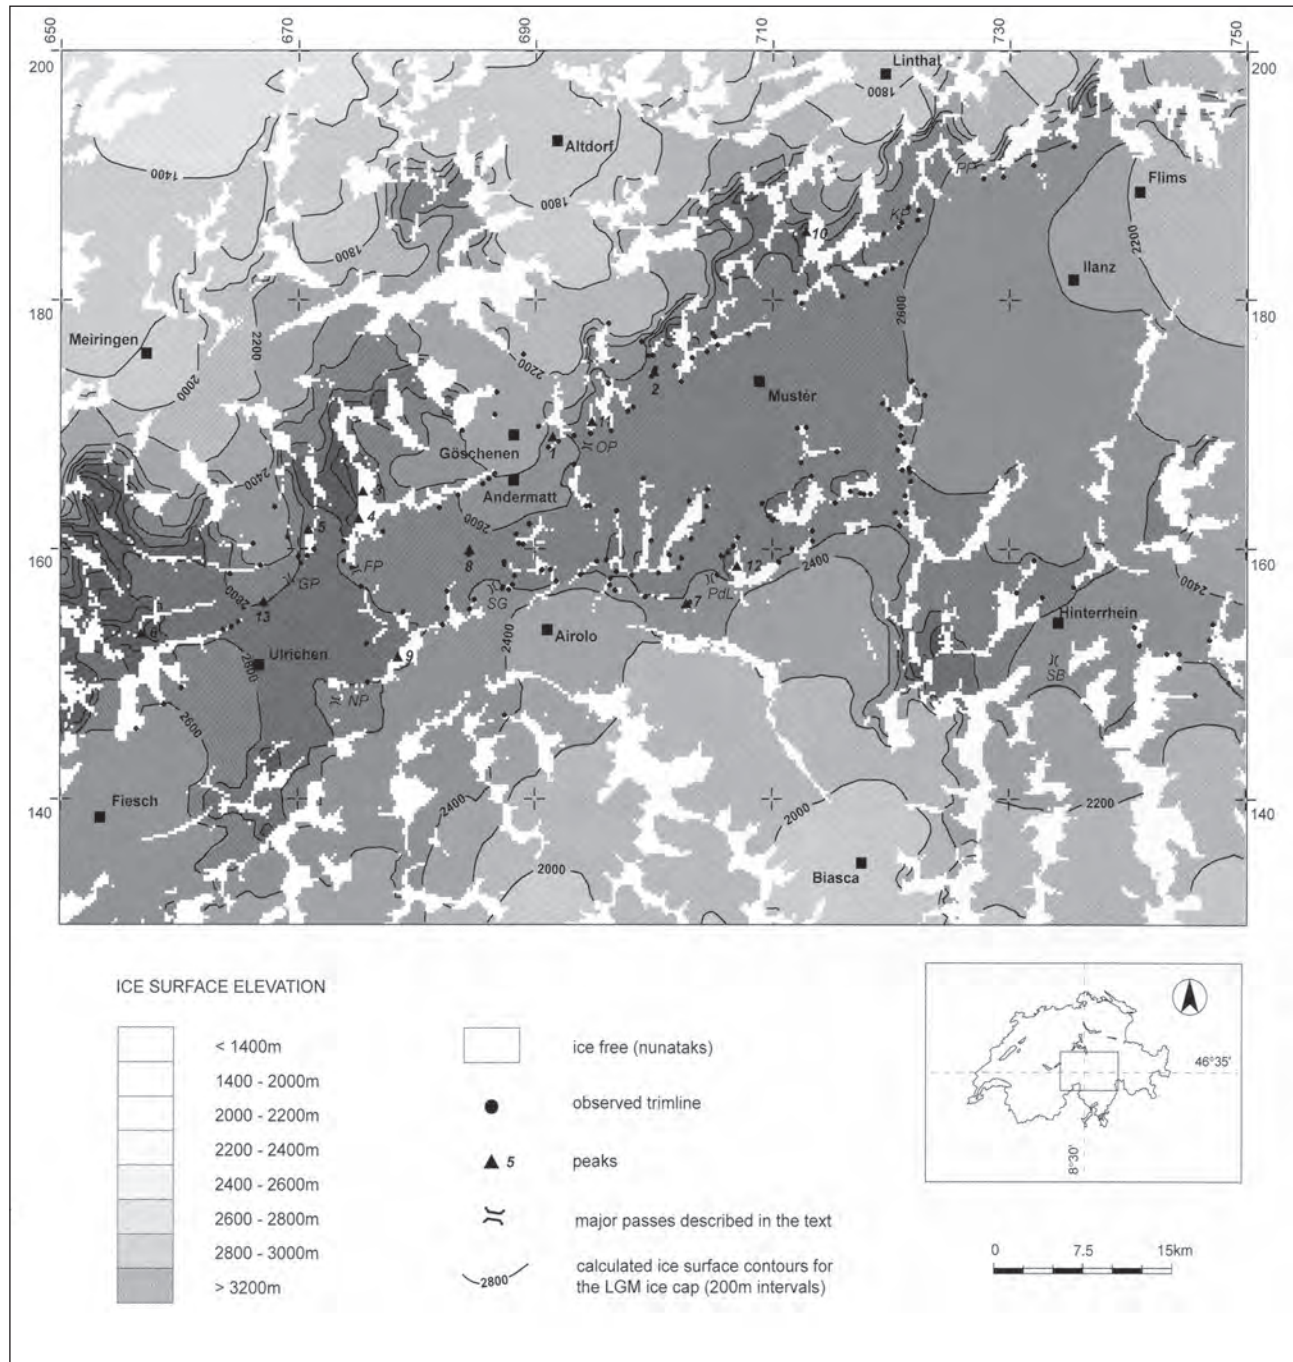 650
670
690
710
730
750
200
200
Linthal
1800
Altdorf
1400
PP
Flims
1800
KP
2200
10
1800
Ilanz
180
180
2600
Meiringen
2200
2200
2000
2
Mustér
11
Göschenen
1
OP
2400
3
Andermatt
4
2600
5
160
8
12
2400
160
FP
GP
2800
PdL
2400
SG
7
13
Hinterrhein
6
2400
Airolo
Ulrichen
9
2800
SB
NP
2600
Fiesch
140
2400
2000
2200
140
2000
Biasca
ICE SURFACE ELEVATION
< 1400m
1400 - 2000m
2000 - 2200m
2200 - 2400m
2400 - 2600m
2600 - 2800m
2800 - 3000m
> 3200m
ice free (nunataks)
observed trimline
5 peaks
major passes described in the text
2800
calculated ice surface contours for
the LGM ice cap (200m intervals)
46°35'
8°30'
0 7.5 15km